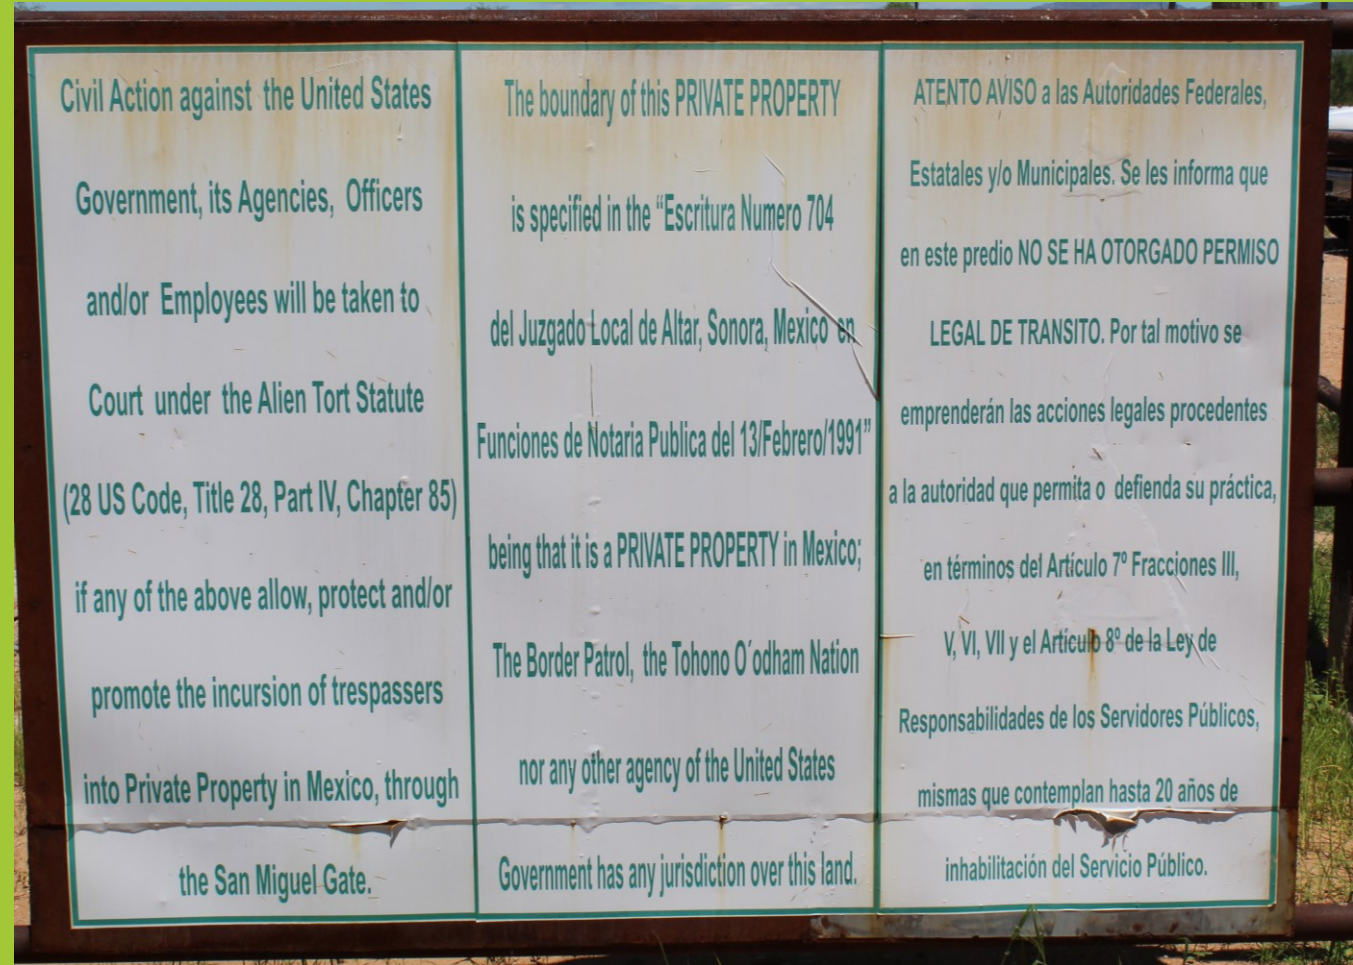 Civil Action against the United States
Government, its Agencies, Officers
and/or Employees will be taken to
Court under the Alien Tort Statute
(28 US Code, Title 28, Part IV, Chapter 85)
if any of the above allow, protect and/or
promote the incursion of trespassers
into Private Property in Mexico, through
the San Miguel Gate.
The boundary of this PRIVATE PROPERTY
is specified in the “Escritura Numero 704
del Juzgado Local de Altar, Sonora, Mexico en
Funciones de Notaria Publica del 13/Febrero/1991”
being that it is a PRIVATE PROPERTY in Mexico;
The Border Patrol, the Tohono O´odham Nation
nor any other agency of the United States
Government has any jurisdiction over this land.
ATENTO AVISO a las Autoridades Federales,
Estatales y/o Municipales. Se les informa que
en este predio NO SE HA OTORGADO PERMISO
LEGAL DE TRANSITO. Por tal motivo se
emprenderán las acciones legales procedentes
a la autoridad que permita o defienda su práctica,
en términos del Artículo 7º Fracciones III,
V, VI, VII y el Artículo 8º de la Ley de
Responsabilidades de los Servidores Públicos,
mismas que contemplan hasta 20 años de
inhabilitación del Servicio Público.